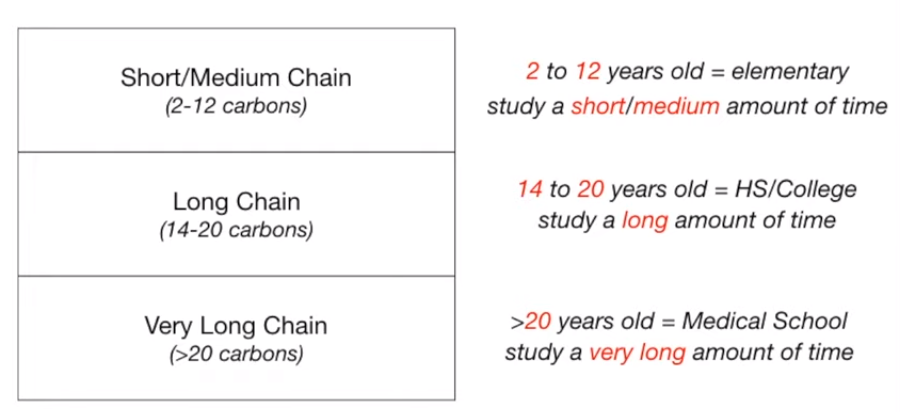 Short/Medium Chain
(2-12 carbons)
2 to 12 years old = elementary
study a short/medium amount of time
Long Chain
(14-20 carbons)
14 to 20 years old = HS/College
study a long amount of time
Very Long Chain
(>20 carbons)
>20 years old = Medical School
study a very long amount of time